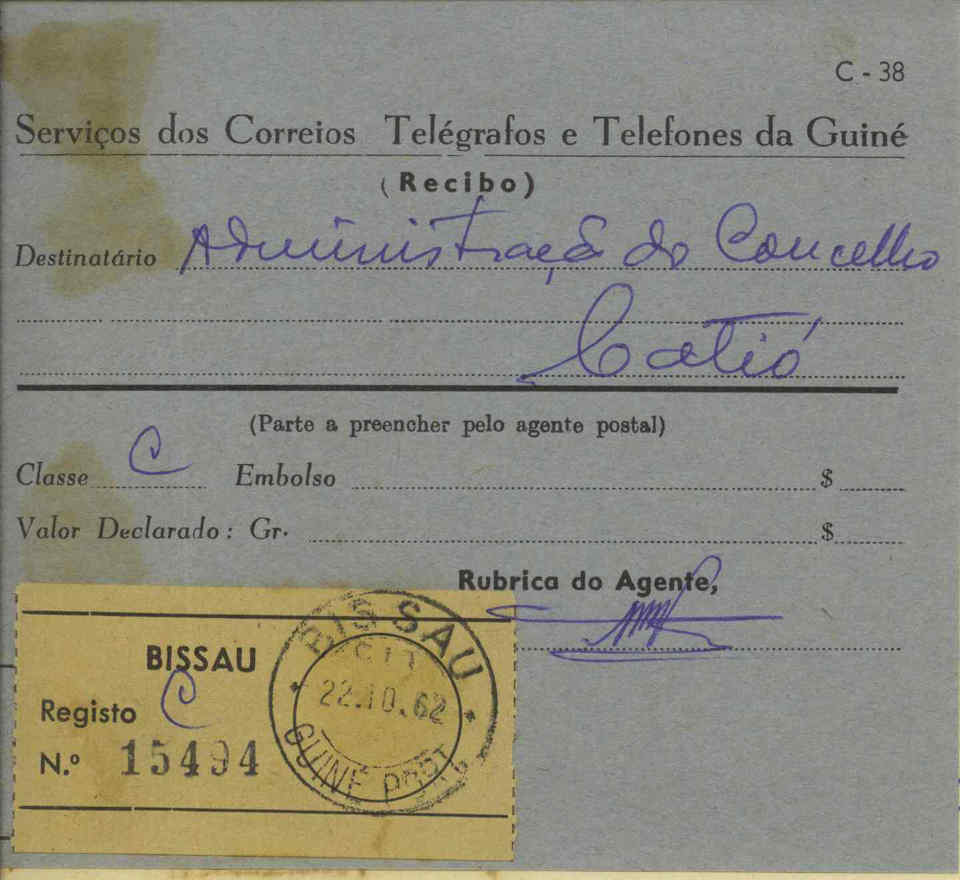 C - 38
Serviços dos Correios Telégrafos e Telefones da Guiné
(Recibo)
Destinatário Administração do Concelho
Catió
(Parte a preencher pelo agente postal)
Classe C Embolso $
Valor Declarado : Gr. $
Rubrica do Agente,
BISSAU
Registo C
N.º 15494
BISSAU
CTT
22.10.62
GUINÉ PORT.